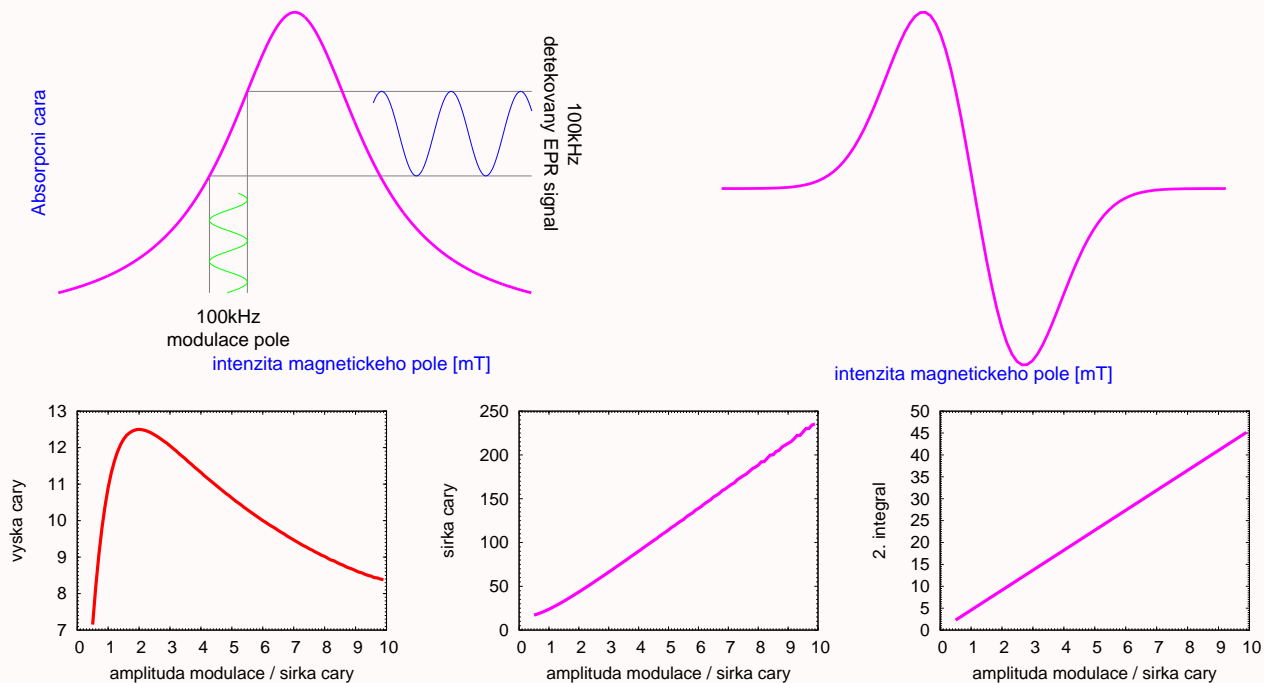 Absorpcni cara
100kHz
detekovany EPR signal
100kHz
modulace pole
intenzita magnetickeho pole [mT]
intenzita magnetickeho pole [mT]
vyska cary
13
12
11
10
9
8
7
0 1 2 3 4 5 6 7 8 9 10
amplituda modulace / sirka cary
sirka cary
250
200
150
100
50
0
0 1 2 3 4 5 6 7 8 9 10
amplituda modulace / sirka cary
2. integral
50
45
40
35
30
25
20
15
10
5
0
0 1 2 3 4 5 6 7 8 9 10
amplituda modulace / sirka cary